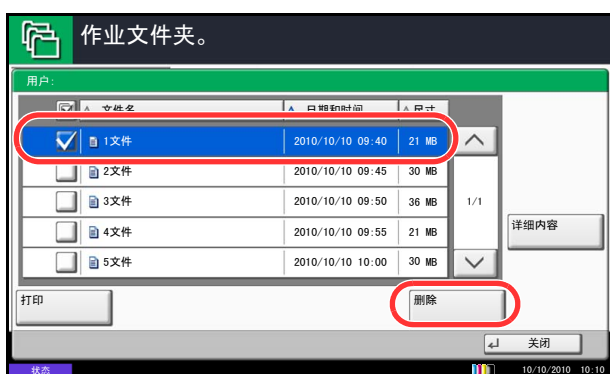 作业文件夹。
用户:
文件名 日期和时间 尺寸
1文件 2010/10/10 09:40 21 MB
2文件 2010/10/10 09:45 30 MB
3文件 2010/10/10 09:50 36 MB
1/1
4文件 2010/10/10 09:55 21 MB
详细内容
5文件 2010/10/10 10:00 30 MB
打印 删除
关闭
状态 10/10/2010 10:10